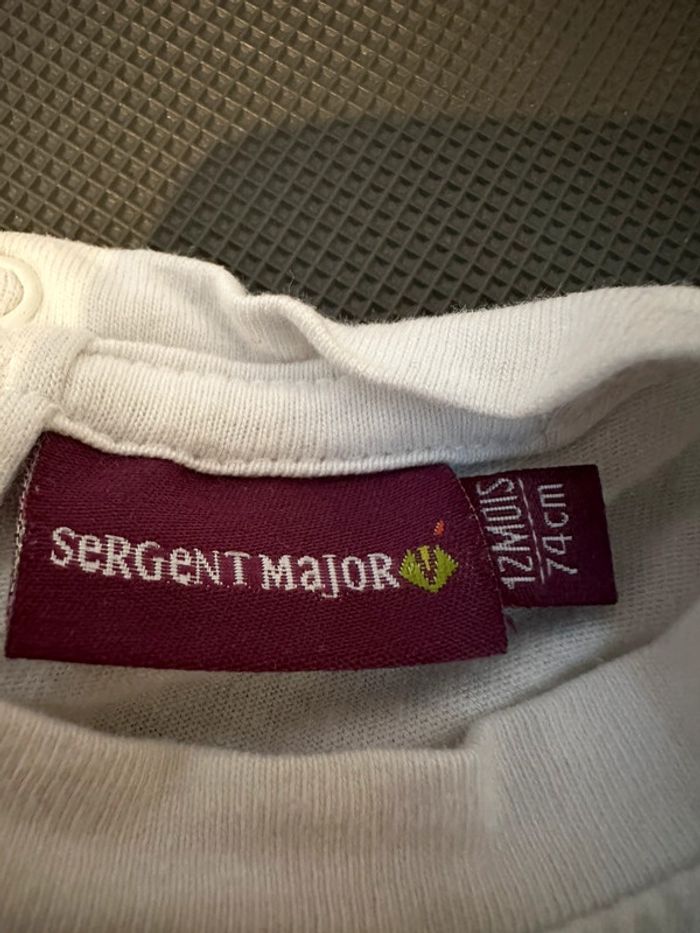 SeRGeNT MajoR
12MOIS
74cm